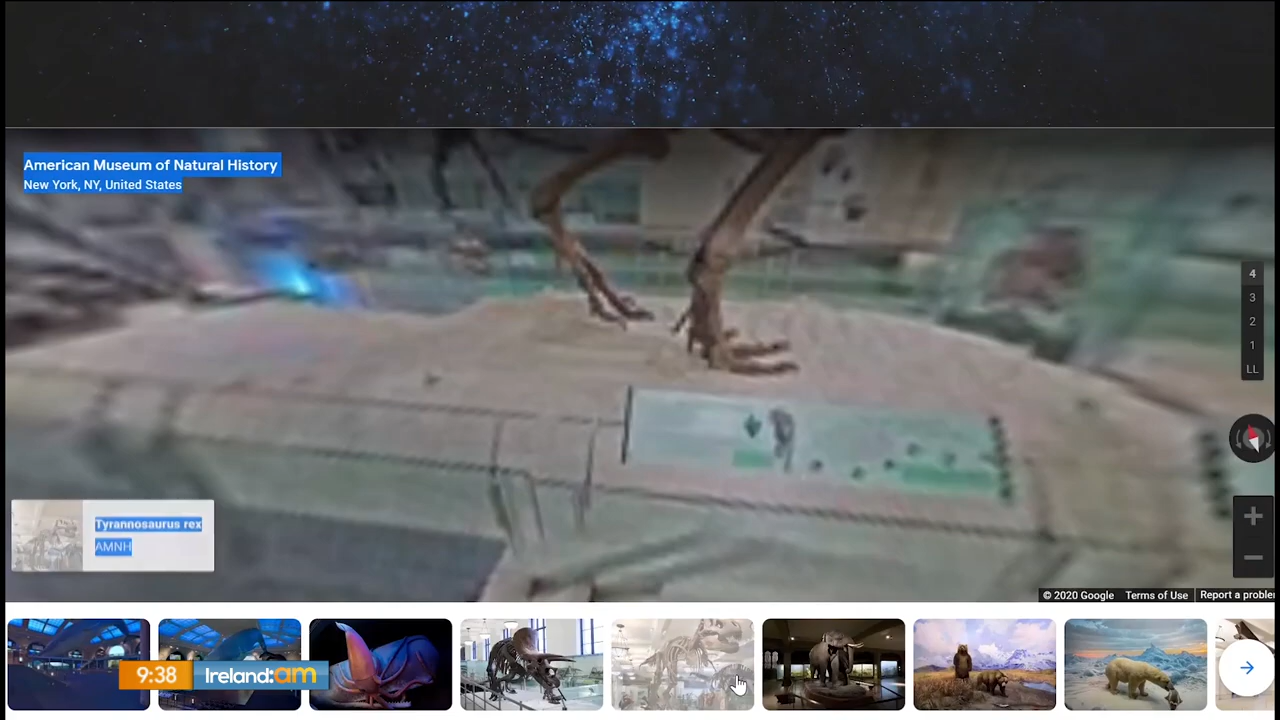 American Museum of Natural History
New York, NY, United States
4
3
2
1
LL
Tyrannosaurus rex
AMNH
© 2020 Google
Terms of Use
Report a problem
9:38
Ireland:am